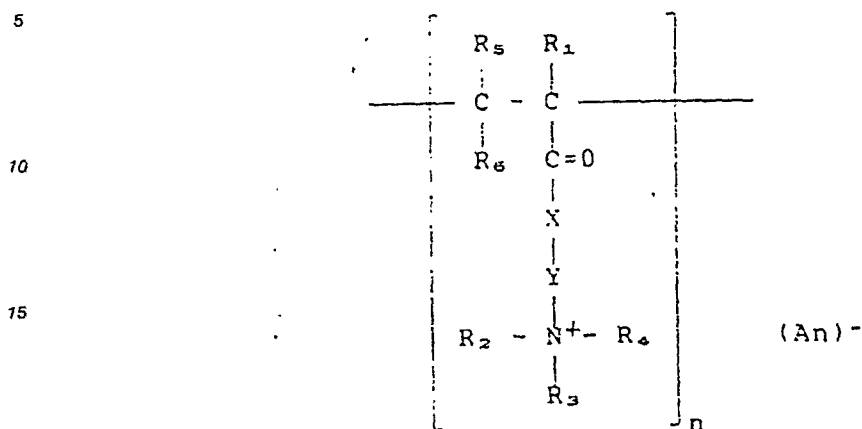 5
R₅ R₁
C - C
10
R₆ C=O
X
Y
15
R₂ - N⁺ - R₄ (An)⁻
R₃
n